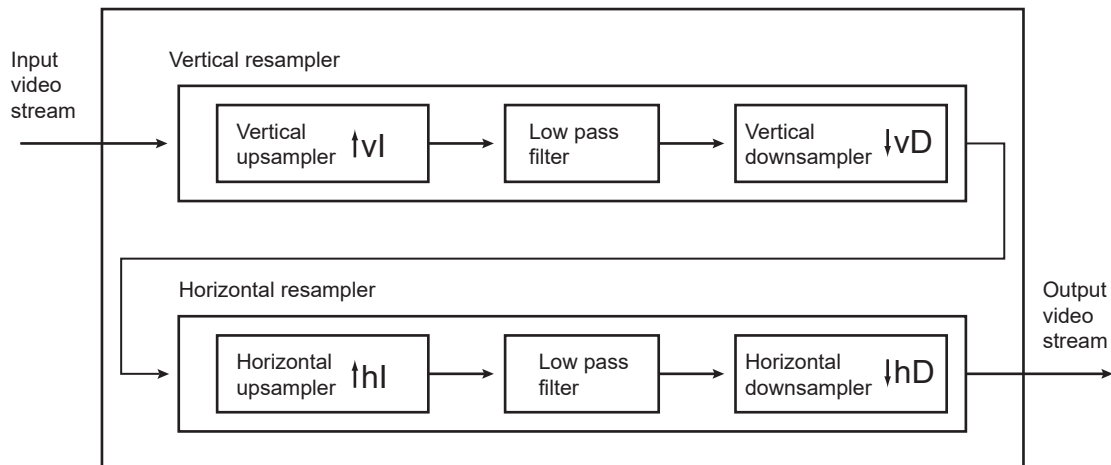 Input
video
stream
Vertical resampler
Vertical
upsampler
↑vI
Low pass
filter
Vertical
downsampler
↓vD
Horizontal resampler
Horizontal
upsampler
↑hI
Low pass
filter
Horizontal
downsampler
↓hD
Output
video
stream